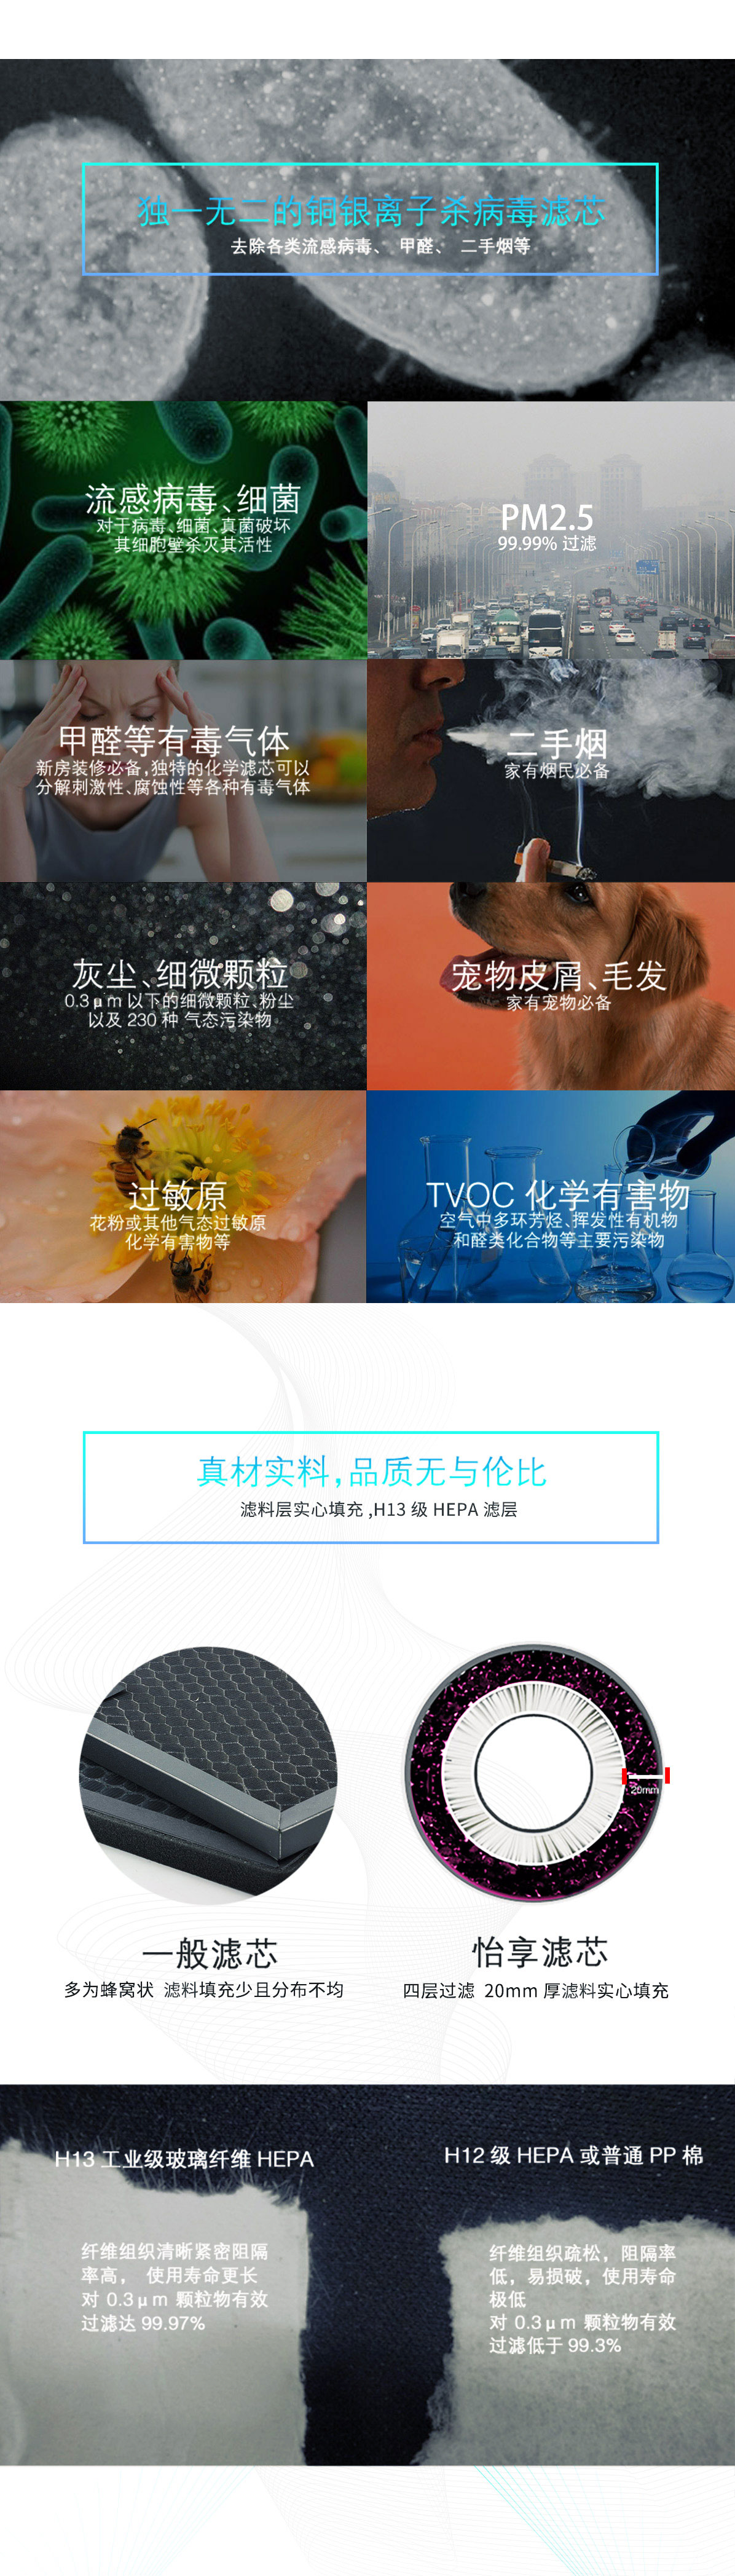 独一无二的铜银离子杀病毒滤芯
去除各类流感病毒、 甲醛、 二手烟等
流感病毒、细菌
对于病毒、细菌、真菌破坏
其细胞壁杀灭其活性
PM2.5
99.99% 过滤
甲醛等有毒气体
新房装修必备,独特的化学滤芯可以
分解刺激性、腐蚀性等各种有毒气体
二手烟
家有烟民必备
灰尘、细微颗粒
0.3μm 以下的细微颗粒、粉尘
以及 230 种 气态污染物
宠物皮屑、毛发
家有宠物必备
过敏原
花粉或其他气态过敏原
化学有害物等
TVOC 化学有害物
空气中多环芳烃、挥发性有机物
和醛类化合物等主要污染物
真材实料,品质无与伦比
滤料层实心填充 ,H13 级 HEPA 滤层
20mm
一般滤芯
多为蜂窝状 滤料填充少且分布不均
怡享滤芯
四层过滤 20mm 厚滤料实心填充
H13 工业级玻璃纤维 HEPA
纤维组织清晰紧密阻隔
率高， 使用寿命更长
对 0.3μm 颗粒物有效
过滤达 99.97%
H12 级 HEPA 或普通 PP 棉
纤维组织疏松，阻隔率
低，易损破，使用寿命
极低
对 0.3μm 颗粒物有效
过滤低于 99.3%